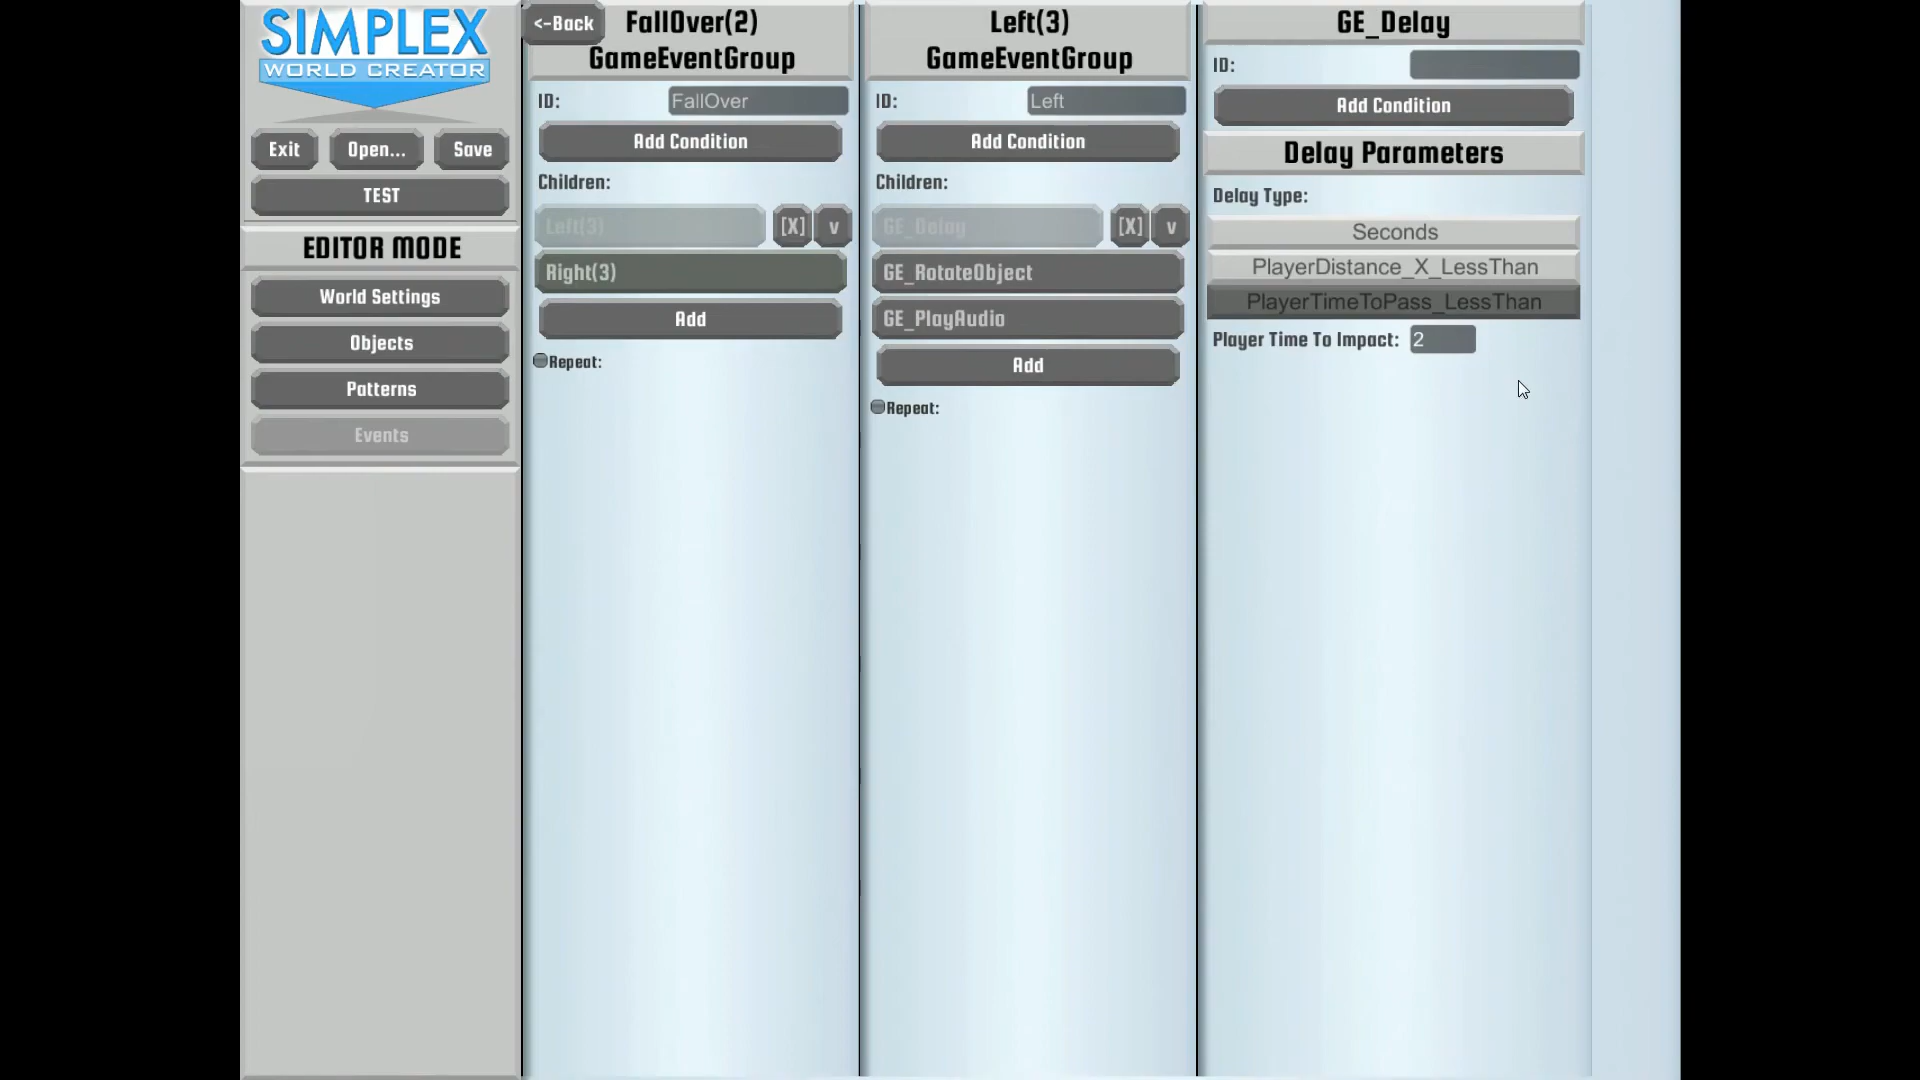 SIMPLEX
WORLD CREATOR
Exit
Open...
Save
TEST
EDITOR MODE
World Settings
Objects
Patterns
Events
<-Back
FallOver(2)
GameEventGroup
ID:
FallOver
Add Condition
Children:
Left(3)
[X]
v
Right(3)
Add
Repeat:
Left(3)
GameEventGroup
ID:
Left
Add Condition
Children:
GE_Delay
[X]
v
GE_RotateObject
GE_PlayAudio
Add
Repeat:
GE_Delay
ID:
Add Condition
Delay Parameters
Delay Type:
Seconds
PlayerDistance_X_LessThan
PlayerTimeToPass_LessThan
Player Time To Impact:
2